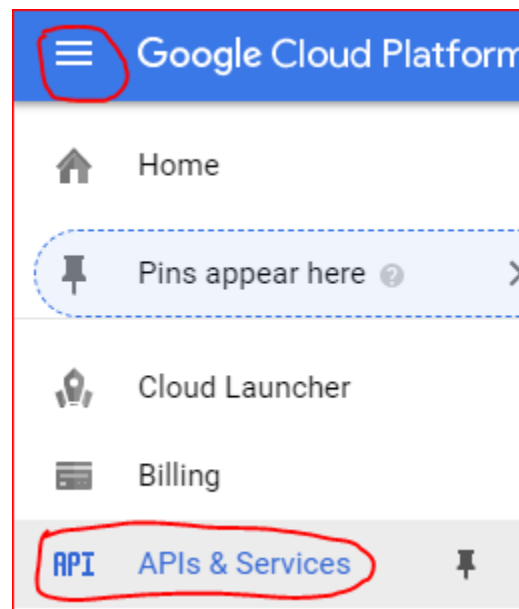 Google Cloud Platform
Home
Pins appear here ?
Cloud Launcher
Billing
API APIs & Services